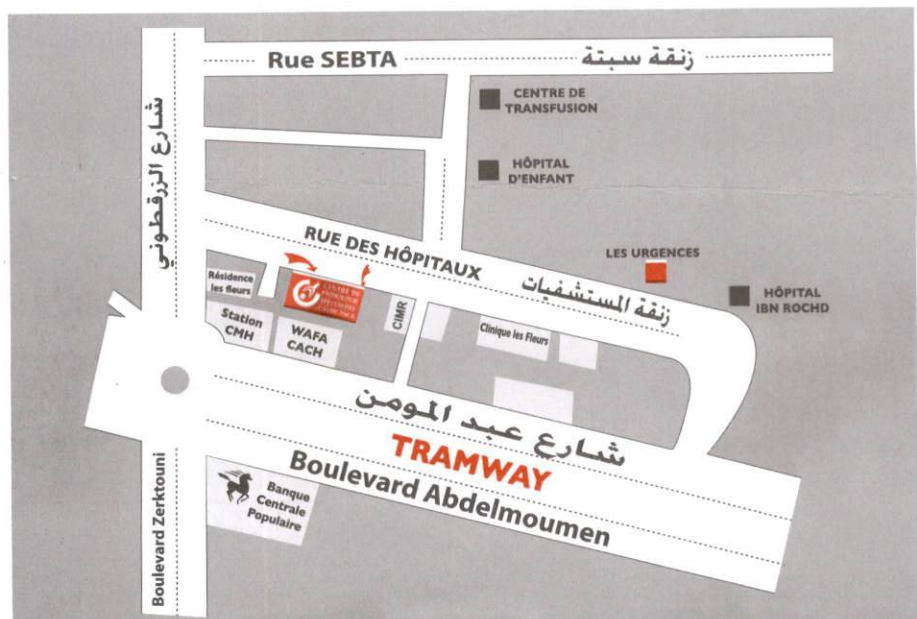 Rue SEBTA
زنقة سبتة
شارع الزرقطوني
CENTRE DE
TRANSFUSION
HÔPITAL
D'ENFANT
RUE DES HÔPITAUX
زنقة المستشفيات
LES URGENCES
HÔPITAL
IBN ROCHD
Résidence
les fleurs
CENTRE DE
Station
CMH
WAFA
CACH
CIMR
Clinique les Fleurs
شارع عبد المومن
TRAMWAY
Boulevard Abdelmoumen
Banque
Centrale
Populaire
Boulevard Zerktouni